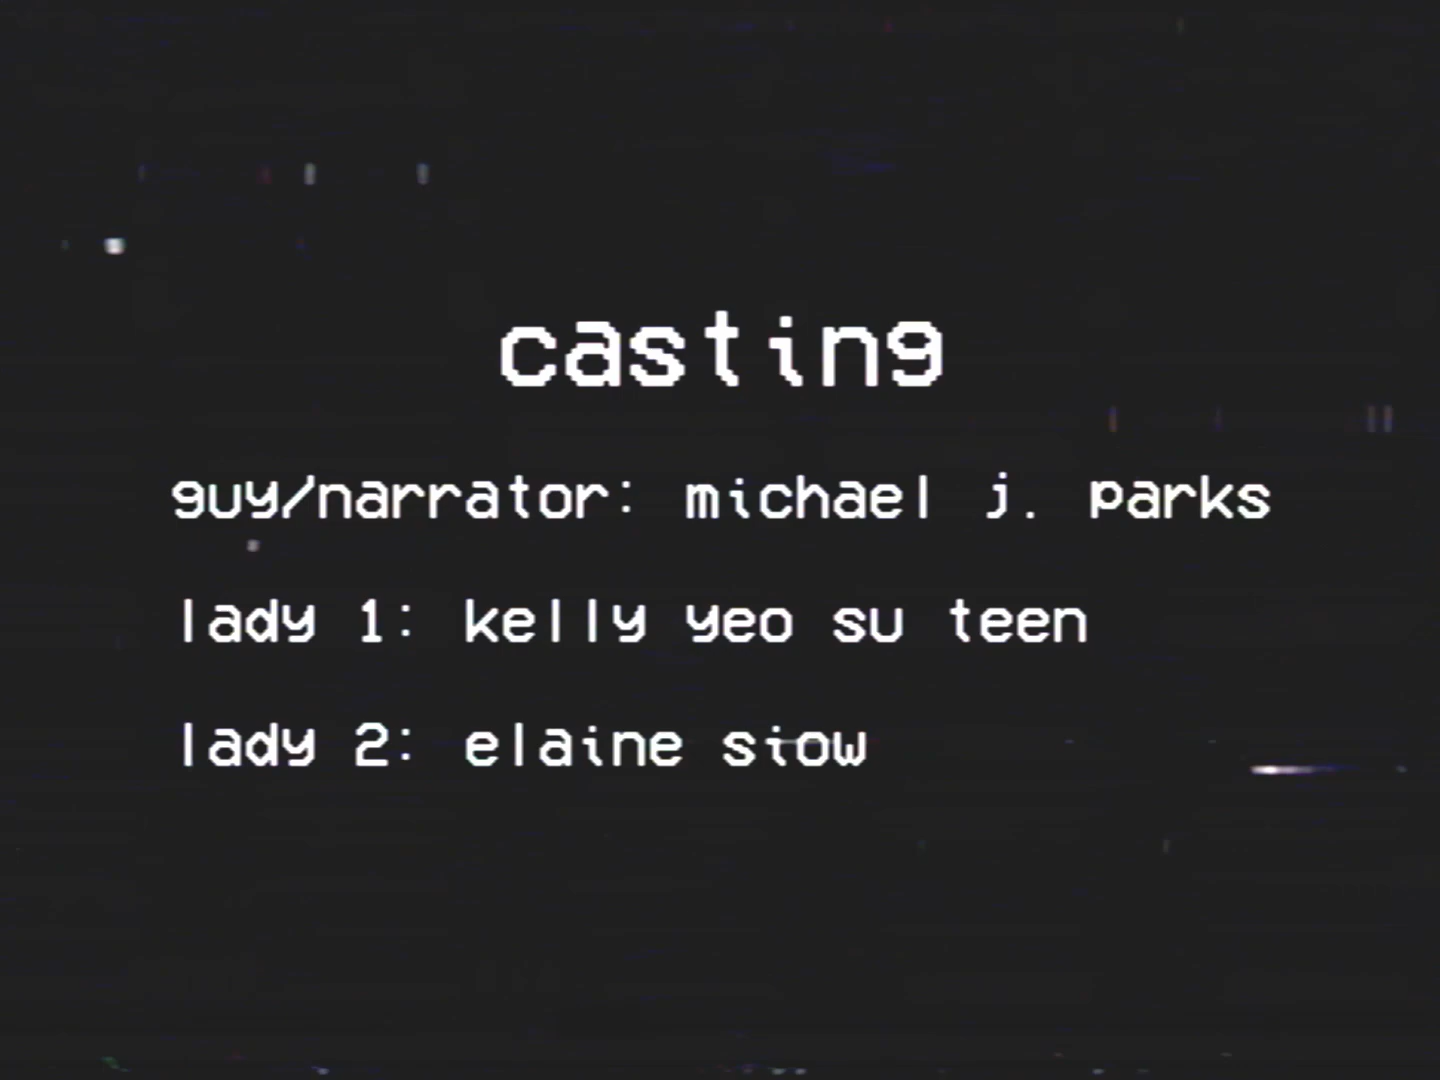 casting
guy/narrator: michael j. parks
lady 1: kelly yeo su teen
lady 2: elaine siow